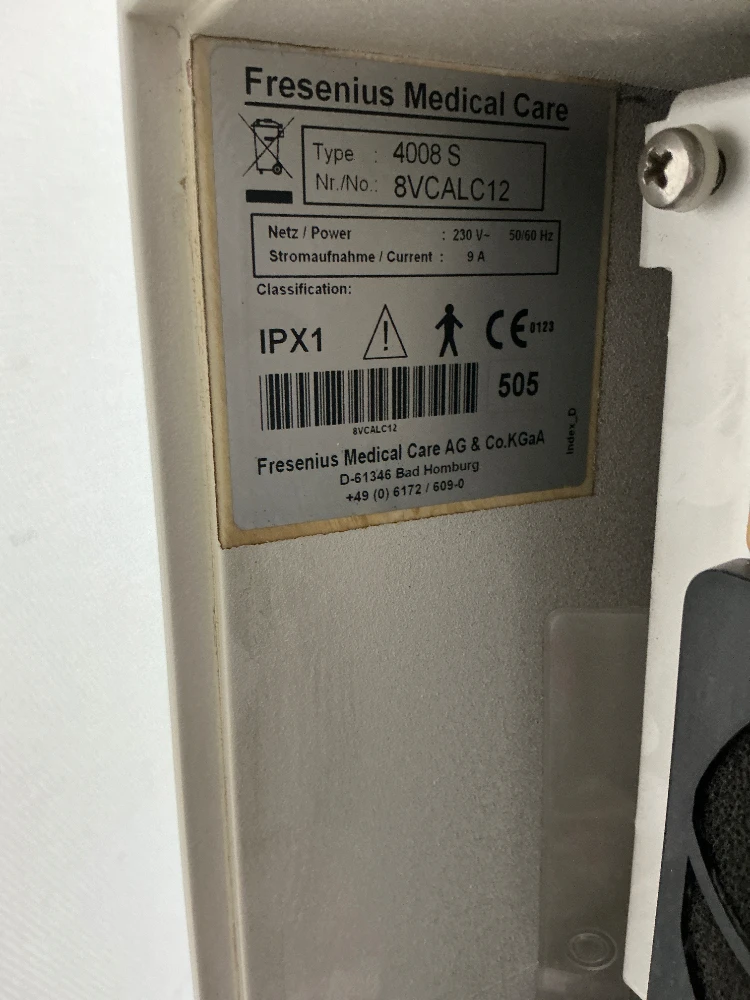 Fresenius Medical Care
Type : 4008 S
Nr./No.: 8VCALC12
Netz / Power : 230 V~ 50/60 Hz
Stromaufnahme / Current : 9 A
Classification:
IPX1 CE 0123
505
8VCALC12
Index_D
Fresenius Medical Care AG & Co.KGaA
D-61346 Bad Homburg
+49 (0) 6172 / 609-0